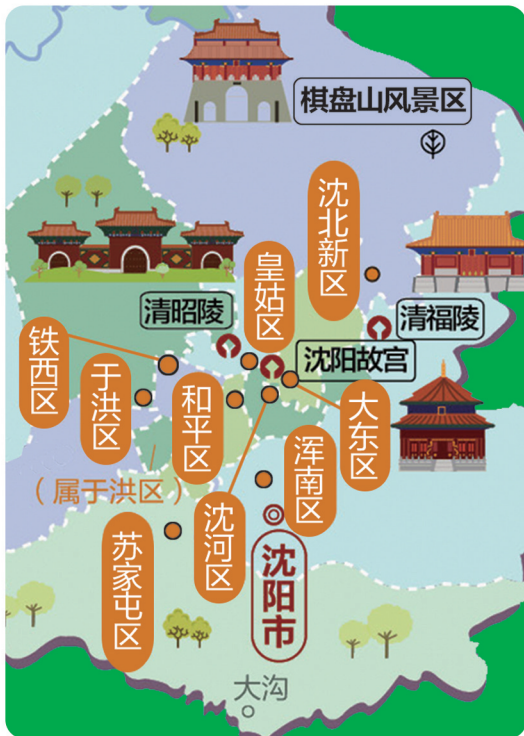 棋盘山风景区
沈北新区
皇姑区
清昭陵
清福陵
铁西区
于洪区
和平区
沈阳故宫
大东区
浑南区
（属于洪区）
沈河区
苏家屯区
沈阳市
大沟